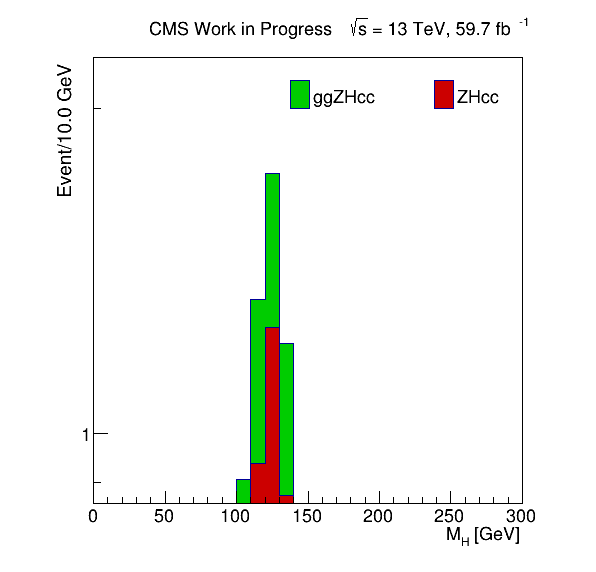 CMS Work in Progress √s = 13 TeV, 59.7 fb⁻¹
Event/10.0 GeV
ggZHcc ZHcc
1
0 50 100 150 200 250 300
M_H [GeV]